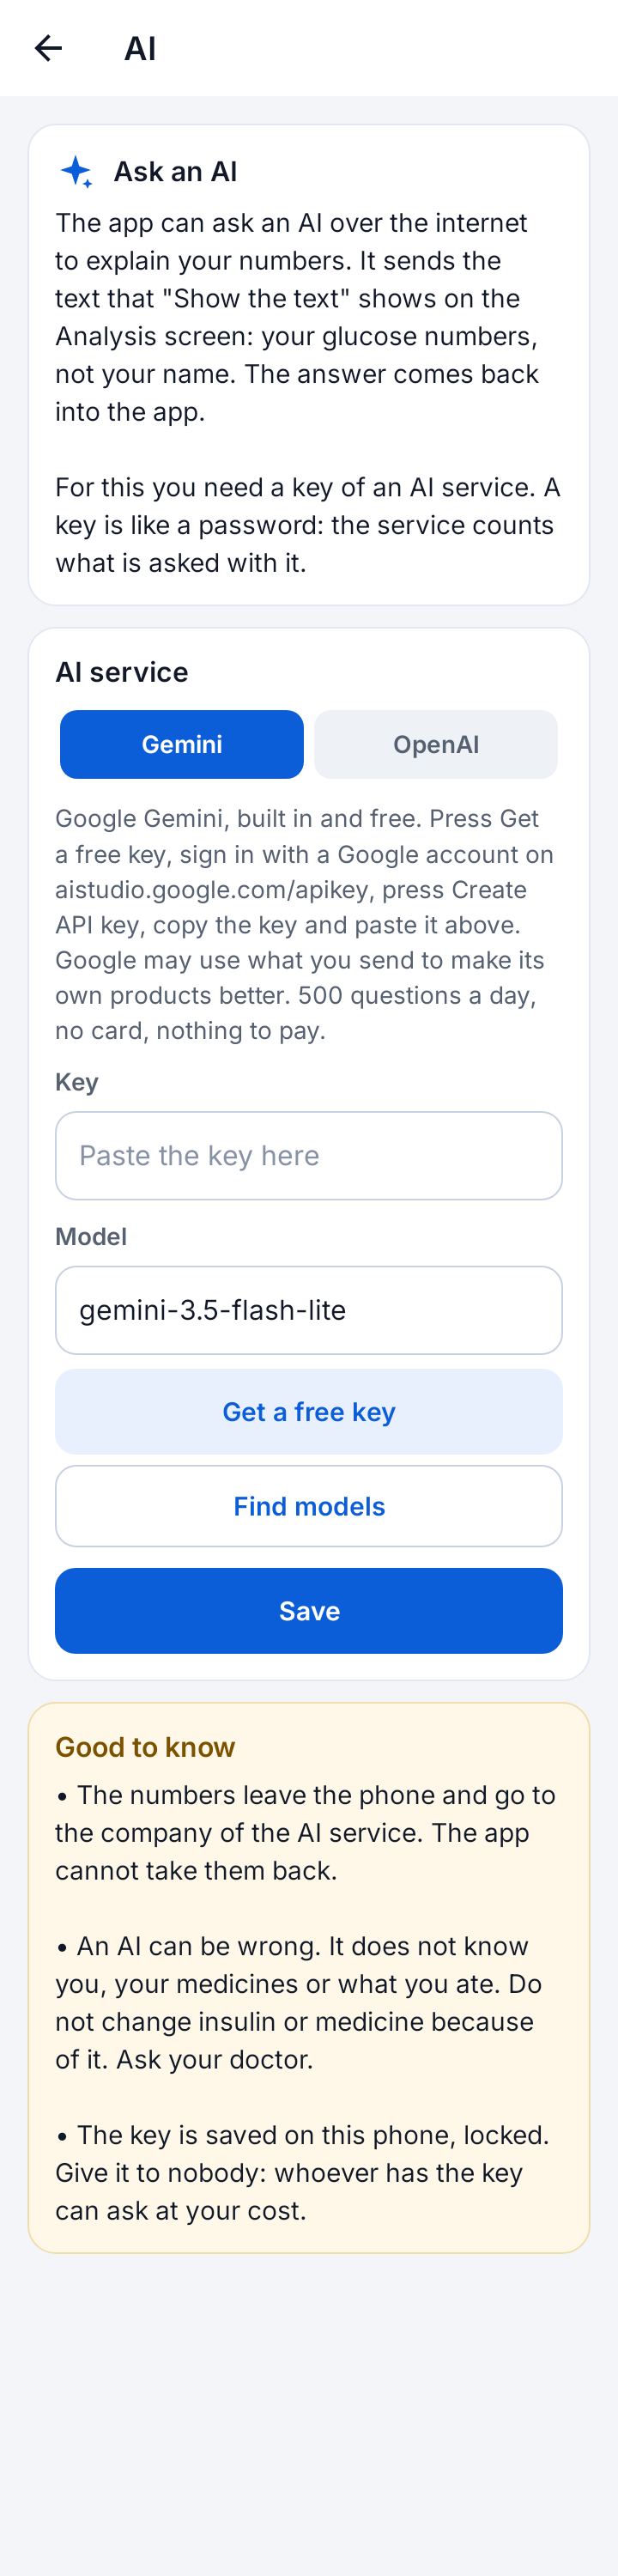 AI
Ask an AI
The app can ask an AI over the internet
to explain your numbers. It sends the
text that "Show the text" shows on the
Analysis screen: your glucose numbers,
not your name. The answer comes back
into the app.
For this you need a key of an AI service. A
key is like a password: the service counts
what is asked with it.
AI service
Gemini
OpenAI
Google Gemini, built in and free. Press Get
a free key, sign in with a Google account on
aistudio.google.com/apikey, press Create
API key, copy the key and paste it above.
Google may use what you send to make its
own products better. 500 questions a day,
no card, nothing to pay.
Key
Paste the key here
Model
gemini-3.5-flash-lite
Get a free key
Find models
Save
Good to know
• The numbers leave the phone and go to
the company of the AI service. The app
cannot take them back.
• An AI can be wrong. It does not know
you, your medicines or what you ate. Do
not change insulin or medicine because
of it. Ask your doctor.
• The key is saved on this phone, locked.
Give it to nobody: whoever has the key
can ask at your cost.